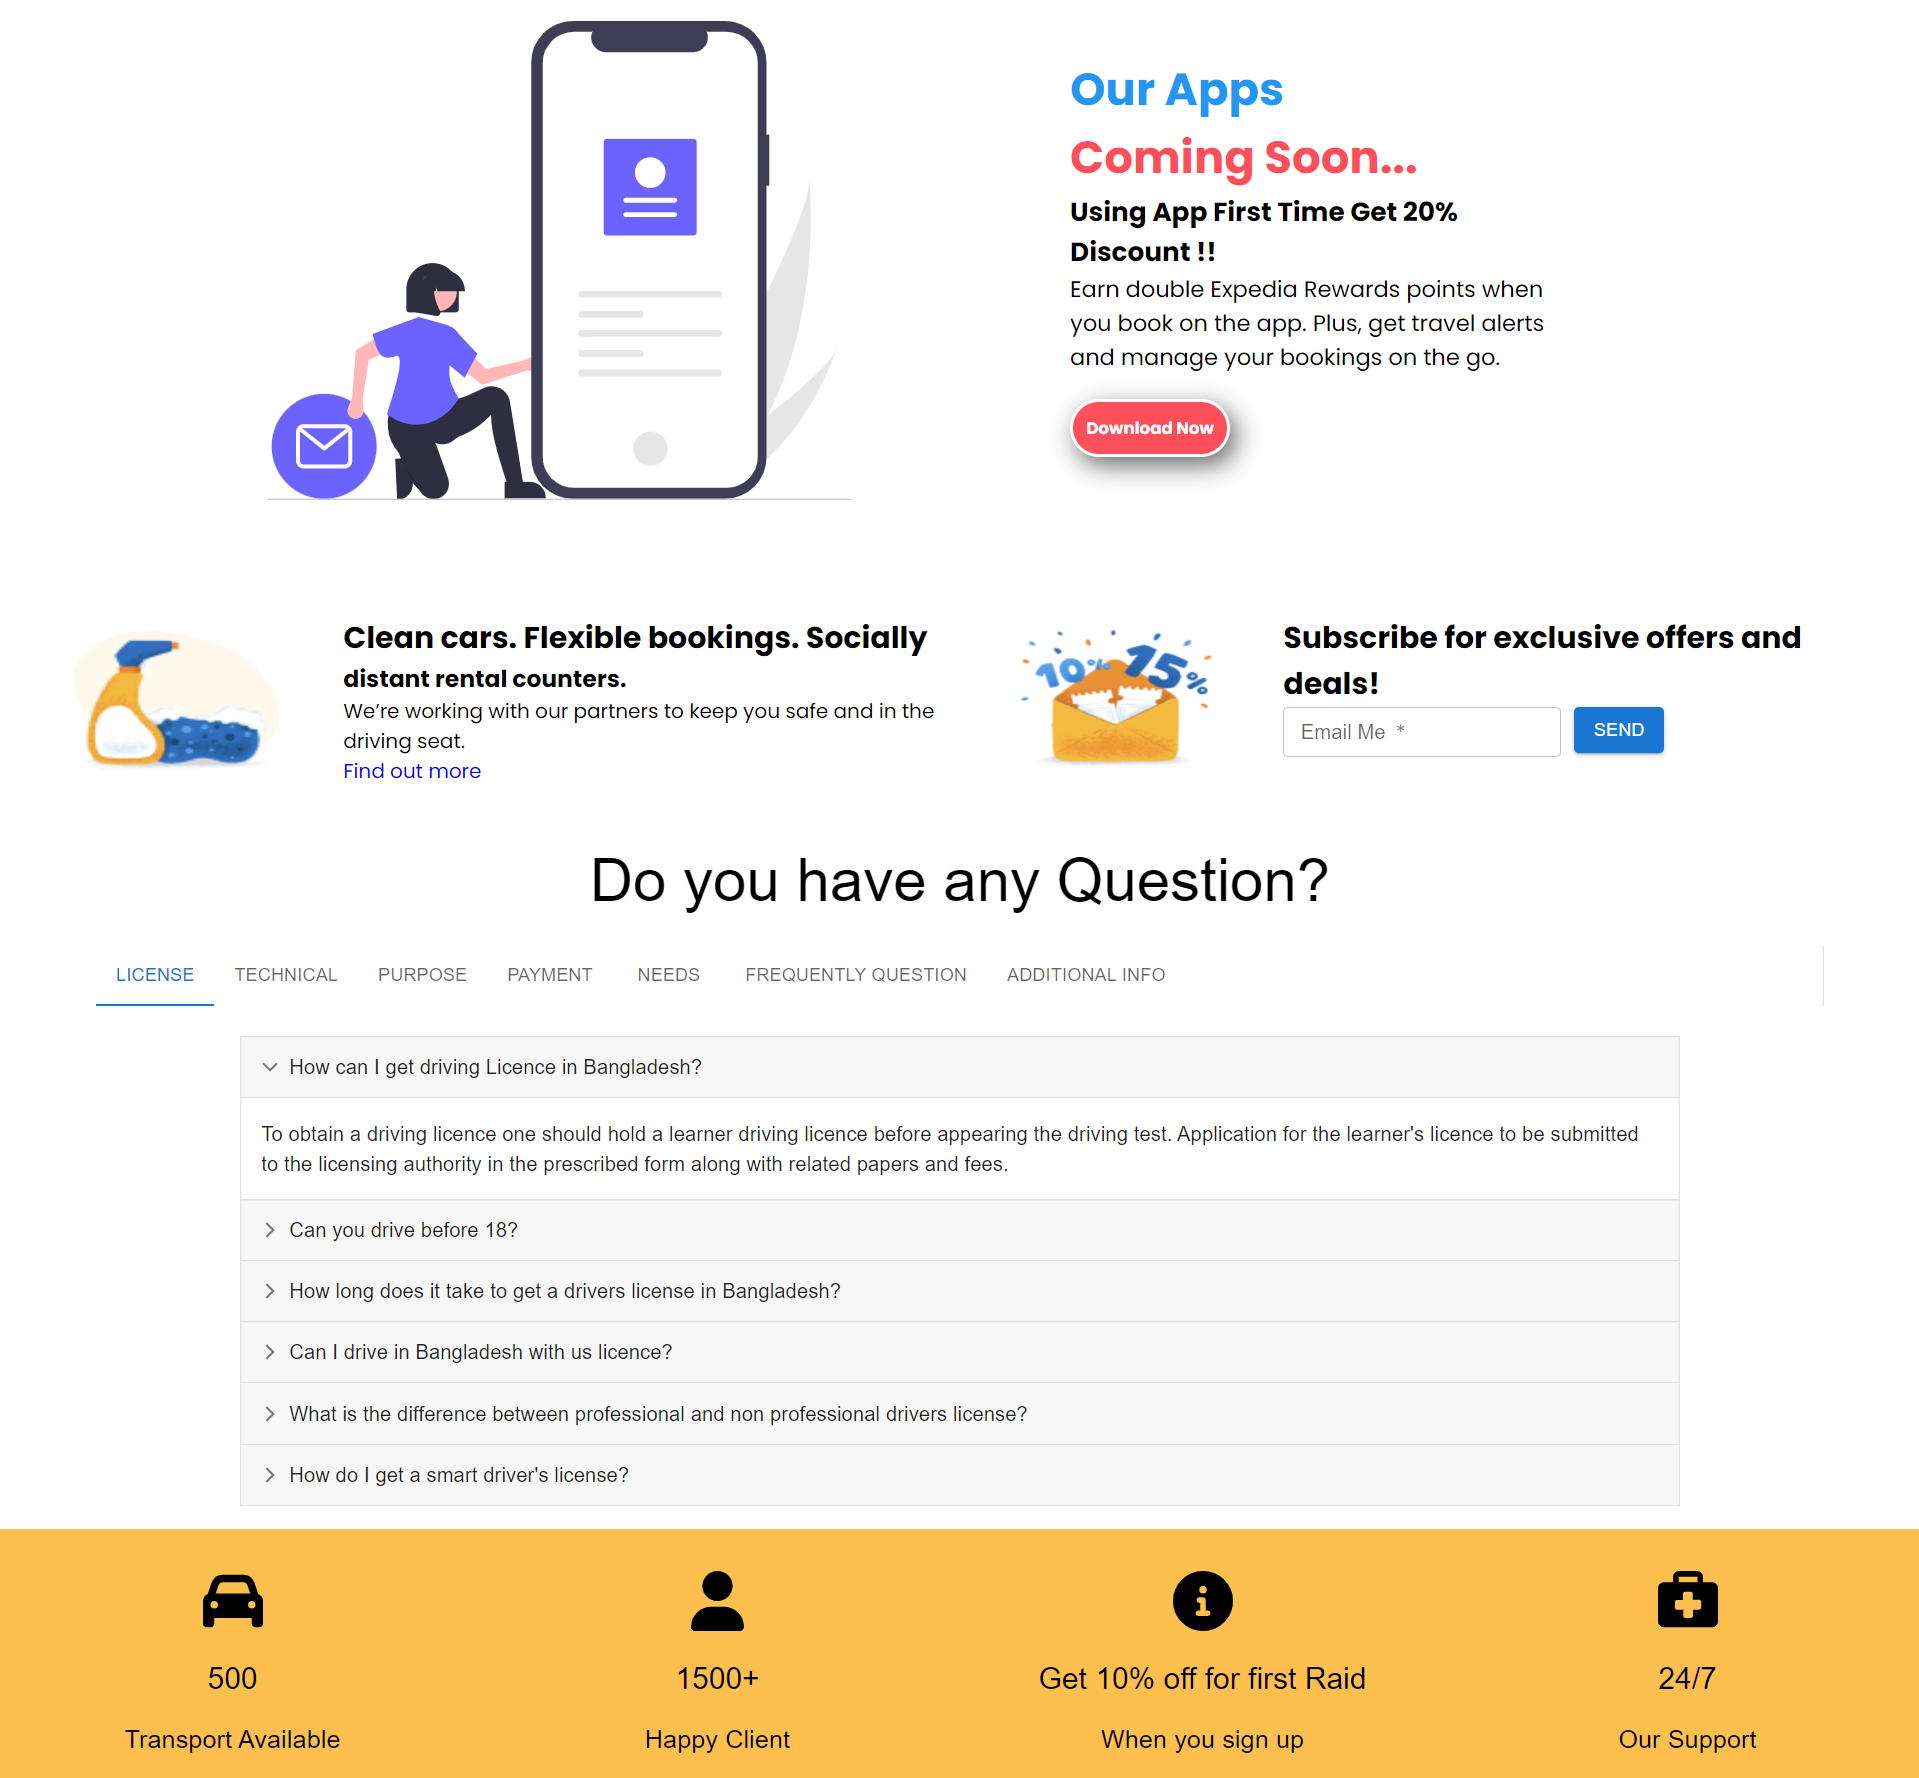 Our Apps
Coming Soon...
Using App First Time Get 20%
Discount !!
Earn double Expedia Rewards points when
you book on the app. Plus, get travel alerts
and manage your bookings on the go.
Download Now
Clean cars. Flexible bookings. Socially
distant rental counters.
We’re working with our partners to keep you safe and in the
driving seat.
Find out more
10% 15%
Subscribe for exclusive offers and
deals!
Email Me *
SEND
Do you have any Question?
LICENSE TECHNICAL PURPOSE PAYMENT NEEDS FREQUENTLY QUESTION ADDITIONAL INFO
How can I get driving Licence in Bangladesh?
To obtain a driving licence one should hold a learner driving licence before appearing the driving test. Application for the learner's licence to be submitted
to the licensing authority in the prescribed form along with related papers and fees.
Can you drive before 18?
How long does it take to get a drivers license in Bangladesh?
Can I drive in Bangladesh with us licence?
What is the difference between professional and non professional drivers license?
How do I get a smart driver's license?
500
Transport Available
1500+
Happy Client
Get 10% off for first Raid
When you sign up
24/7
Our Support